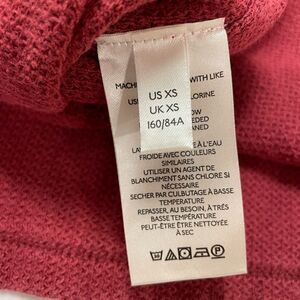 MACHI WITH LIKE
US XS
UK XS
160/84A
US LORINE
OW
EEDED
ANED
LA E À L'EAU
FROIDE AVEC COULEURS
SIMILAIRES
UTILISER UN AGENT DE
BLANCHIMENT SANS CHLORE SI
NÉCESSAIRE
SECHER PAR CULBUTAGE À BASSE
TEMPÉRATURE
REPASSER, AU BESOIN, À BASSE
TEMPÉRATURE
PEUT-ÊTRE ÊTRE NETTOYÉE
À SEC